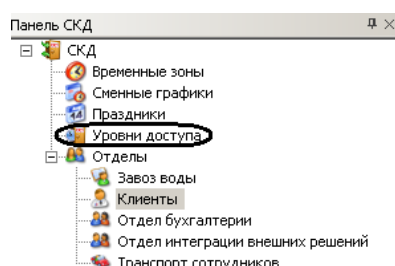 Панель СКД
СКД
Временные зоны
Сменные графики
Праздники
Уровни доступа
Отделы
Завоз воды
Клиенты
Отдел бухгалтерии
Отдел интеграции внешних решений
Транспорт сотрудников